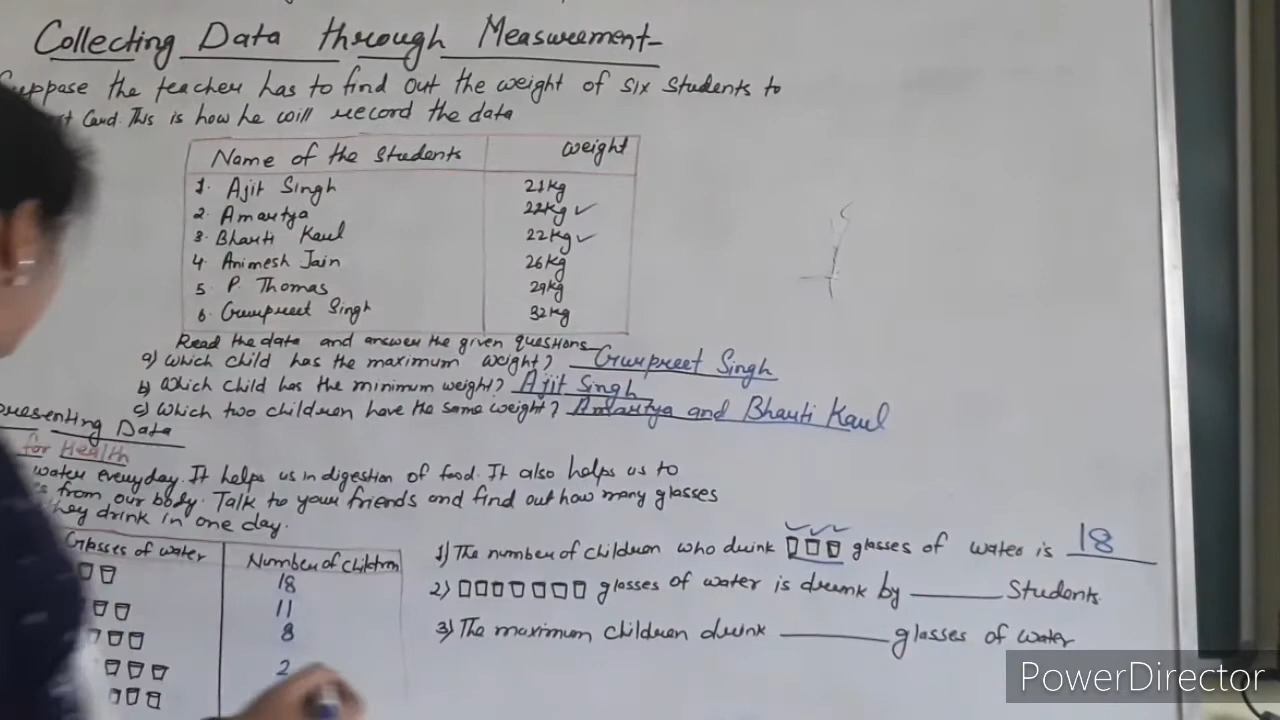 Collecting Data through Measurement
Suppose the teacher has to find out the weight of six Students to
Card. This is how he will record the data
Name of the Students weight
1. Ajit Singh 21kg
2. Amartya 22kg ✓
3. Bharti Kaul 22kg ✓
4. Animesh Jain 26kg
5 P. Thomas 29kg
6. Gurpreet Singh 32kg
Read the data and answer the given questions
a) Which child has the maximum weight? Gurpreet Singh
b) Which child has the minimum weight? Ajit Singh
c) Which two children have the same weight? Amartya and Bharti Kaul
presenting Data
for Health
water everyday. It helps us in digestion of food. It also helps us to
from our body. Talk to your friends and find out how many glasses
they drink in one day.
Glasses of water Number of children
18
11
8
2
1) The number of children who drink glasses of water is 18
2) glasses of water is drunk by ______ Students.
3) The maximum children drink ______ glasses of water
PowerDirector